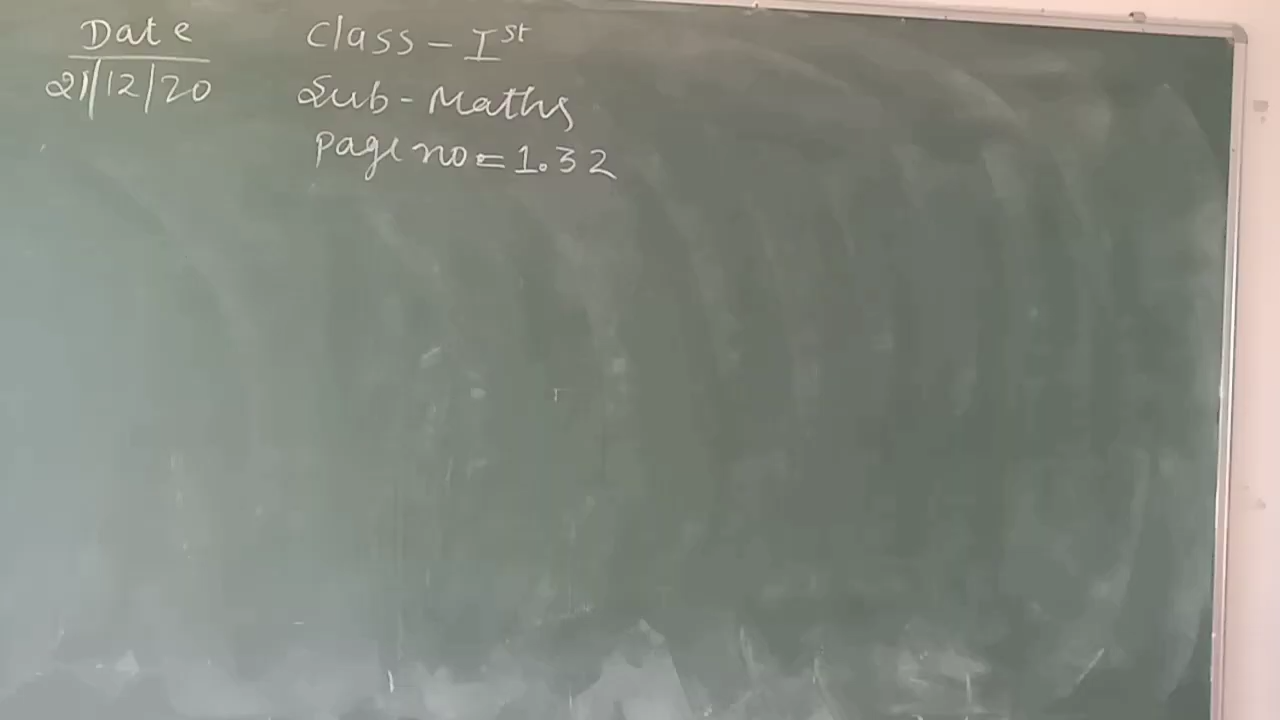 Date
21/12/20
Class - Ist
Sub - Maths
Page no = 1.32